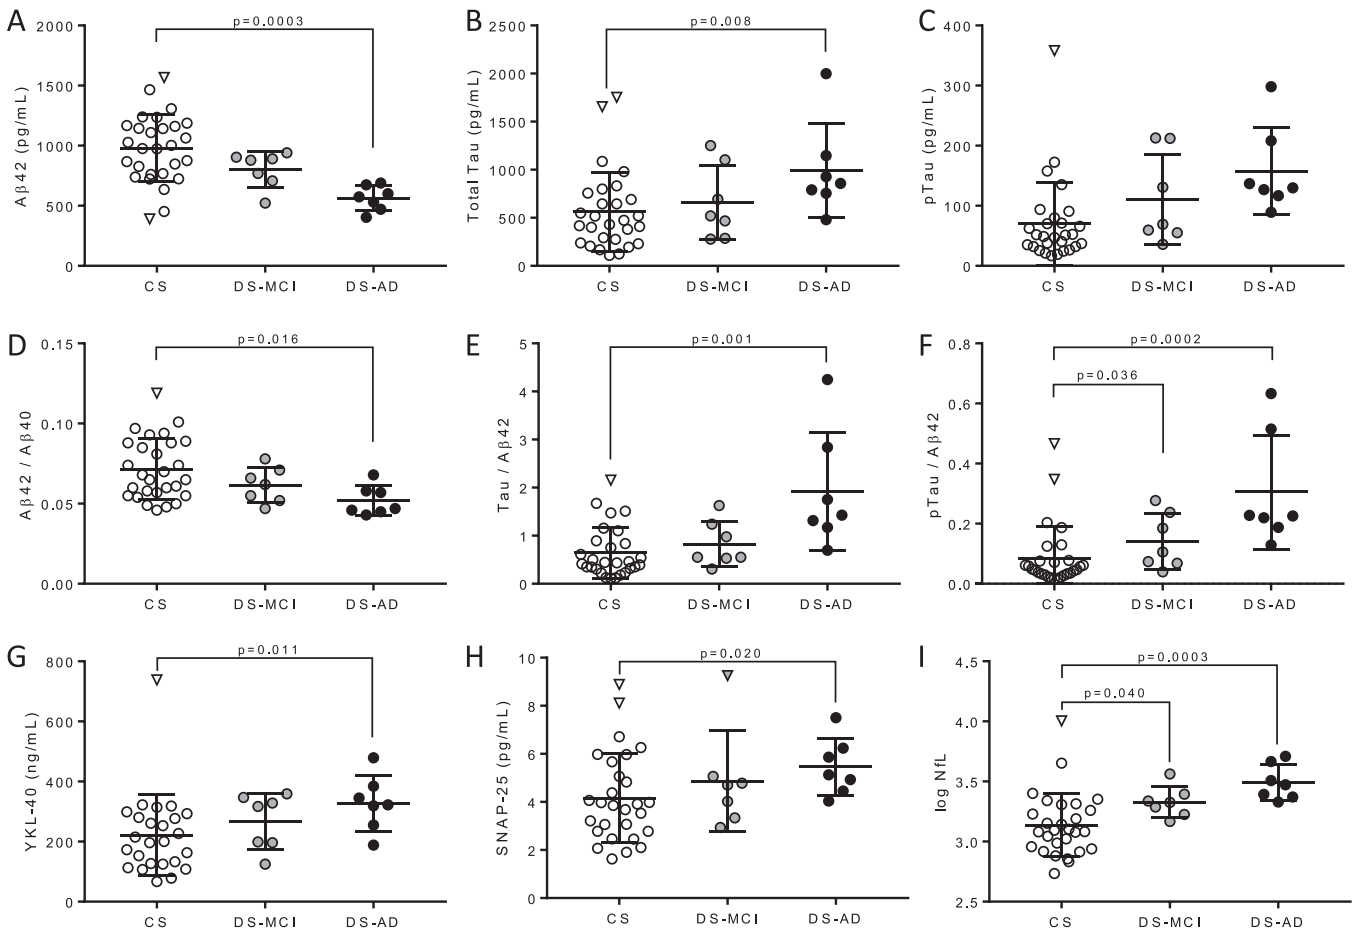 A
Aβ42 (pg/mL)
2000
1500
1000
500
0
p=0.0003
CS
DS-MCI
DS-AD
B
Total Tau (pg/mL)
2500
2000
1500
1000
500
0
p=0.008
CS
DS-MCI
DS-AD
C
pTau (pg/mL)
400
300
200
100
0
CS
DS-MCI
DS-AD
D
Aβ42 / Aβ40
0.15
0.10
0.05
0.00
p=0.016
CS
DS-MCI
DS-AD
E
Tau / Aβ42
5
4
3
2
1
0
p=0.001
CS
DS-MCI
DS-AD
F
pTau / Aβ42
0.8
0.6
0.4
0.2
0.0
p=0.0002
p=0.036
CS
DS-MCI
DS-AD
G
YKL-40 (ng/mL)
800
600
400
200
0
p=0.011
CS
DS-MCI
DS-AD
H
SNAP-25 (pg/mL)
10
8
6
4
2
0
p=0.020
CS
DS-MCI
DS-AD
I
log NfL
4.5
4.0
3.5
3.0
2.5
p=0.0003
p=0.040
CS
DS-MCI
DS-AD